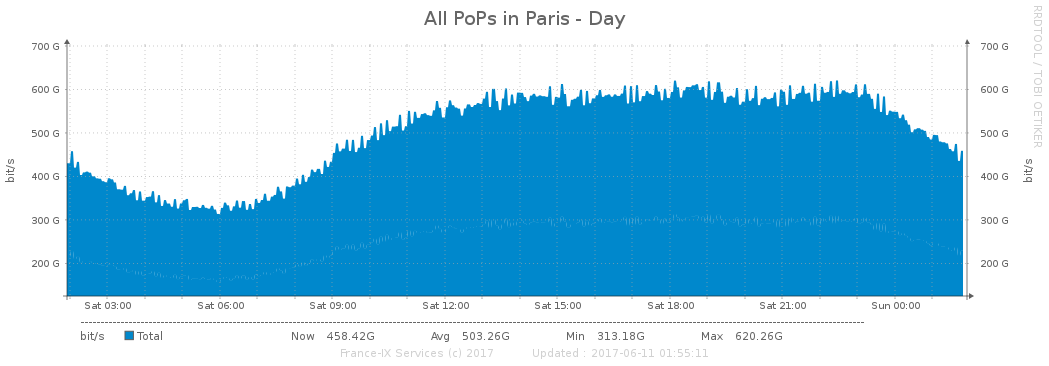 All PoPs in Paris - Day
RRDTOOL / TOBI OETIKER
700 G 700 G
600 G 600 G
500 G 500 G
400 G 400 G
300 G 300 G
200 G 200 G
bit/s bit/s
Sat 03:00 Sat 06:00 Sat 09:00 Sat 12:00 Sat 15:00 Sat 18:00 Sat 21:00 Sun 00:00
bit/s Total Now 458.42G Avg 503.26G Min 313.18G Max 620.26G
France-IX Services (c) 2017 Updated : 2017-06-11 01:55:11